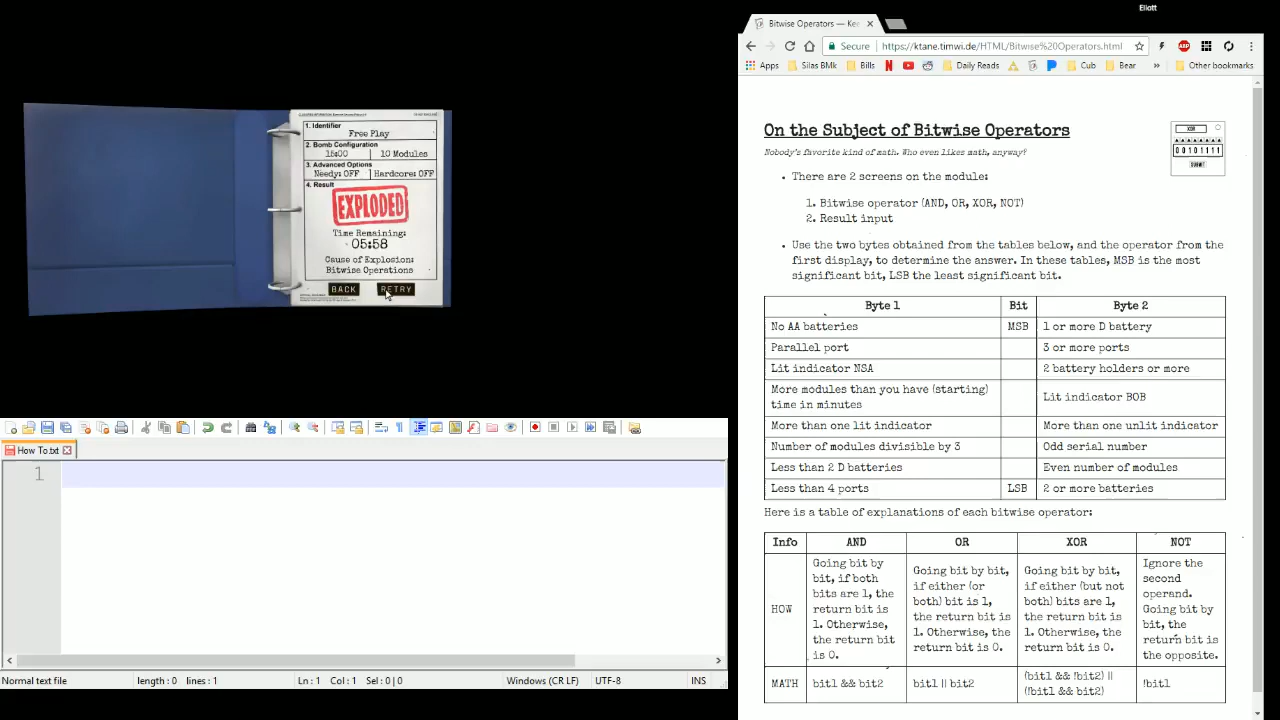 Eliott
Bitwise Operators — Ke
Secure
https://ktane.timwi.de/HTML/Bitwise%20Operators.html
Apps
Silas BMk
Bills
Daily Reads
Cub
Bear
Other bookmarks
1. Identifier
Free Play
2. Bomb Configuration
15:00 10 Modules
3. Advanced Options
Needy: OFF Hardcore: OFF
4. Result
EXPLODED
Time Remaining:
05:58
Cause of Explosion:
Bitwise Operations
BACK RETRY
How To.txt
1
Normal text file
length : 0 lines : 1
Ln : 1 Col : 1 Sel : 0 | 0
Windows (CR LF)
UTF-8
INS
On the Subject of Bitwise Operators
Nobody's favorite kind of math. Who even likes math, anyway?
XOR
00101111
SUBMIT
• There are 2 screens on the module:
1. Bitwise operator (AND, OR, XOR, NOT)
2. Result input
• Use the two bytes obtained from the tables below, and the operator from the
first display, to determine the answer. In these tables, MSB is the most
significant bit, LSB the least significant bit.
Byte 1 Bit Byte 2
No AA batteries MSB 1 or more D battery
Parallel port 3 or more ports
Lit indicator NSA 2 battery holders or more
More modules than you have (starting)
time in minutes
Lit indicator BOB
More than one lit indicator More than one unlit indicator
Number of modules divisible by 3 Odd serial number
Less than 2 D batteries Even number of modules
Less than 4 ports LSB 2 or more batteries
Here is a table of explanations of each bitwise operator:
Info AND OR XOR NOT
HOW
Going bit by
bit, if both
bits are 1, the
return bit is
1. Otherwise,
the return bit
is 0.
Going bit by bit,
if either (or
both) bit is 1,
the return bit is
1. Otherwise, the
return bit is 0.
Going bit by bit,
if either (but not
both) bits are 1,
the return bit is
1. Otherwise, the
return bit is 0.
Ignore the
second
operand.
Going bit by
bit, the
return bit is
the opposite.
MATH
bit1 && bit2
bit1 || bit2
(bit1 && !bit2) ||
(!bit1 && bit2)
!bit1